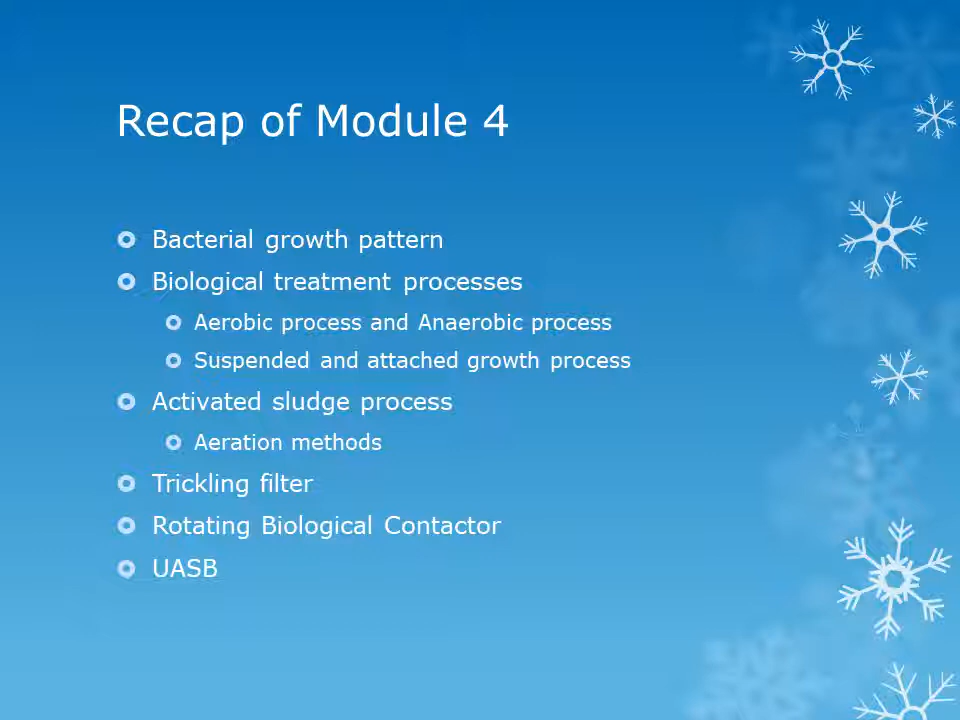 Recap of Module 4
Bacterial growth pattern
Biological treatment processes
Aerobic process and Anaerobic process
Suspended and attached growth process
Activated sludge process
Aeration methods
Trickling filter
Rotating Biological Contactor
UASB